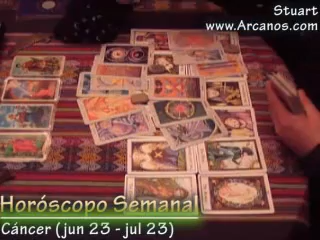 Stuart
www.Arcanos.com
Horóscopo Semanal
Cáncer (jun 23 - jul 23)